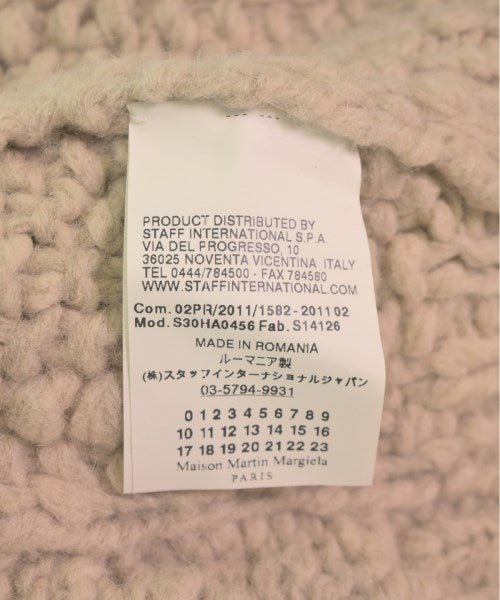 PRODUCT DISTRIBUTED BY
STAFF INTERNATIONAL S.P.A.
VIA DEL PROGRESSO, 10
36025 NOVENTA VICENTINA ITALY
TEL 0444/784500 - FAX 784580
WWW.STAFFINTERNATIONAL.COM
Com. 02PR/2011/1582-201102
Mod. S30HA0456 Fab. S14126
MADE IN ROMANIA
ルーマニア製
(株)スタッフインターナショナルジャパン
03-5794-9931
0 1 2 3 4 5 6 7 8 9
10 11 12 13 14 15 16
17 18 19 20 21 22 23
Maison Martin Margiela
PARIS